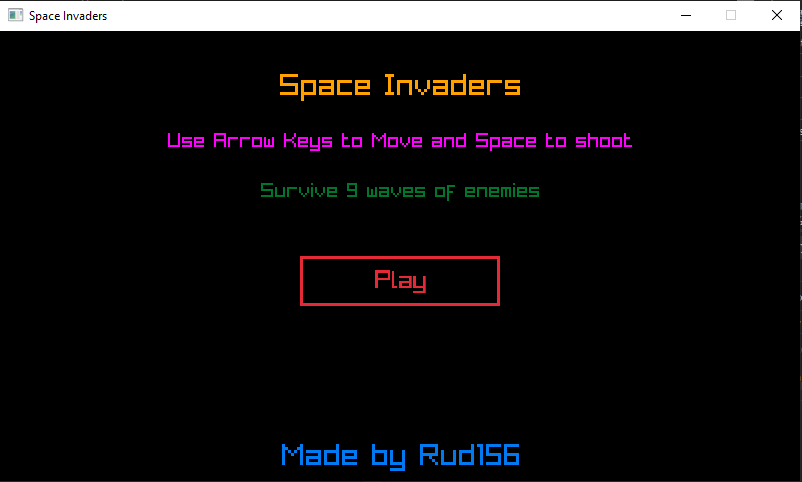 Space Invaders
Space Invaders
Use Arrow Keys to Move and Space to shoot
Survive 9 waves of enemies
Play
Made by Rud156